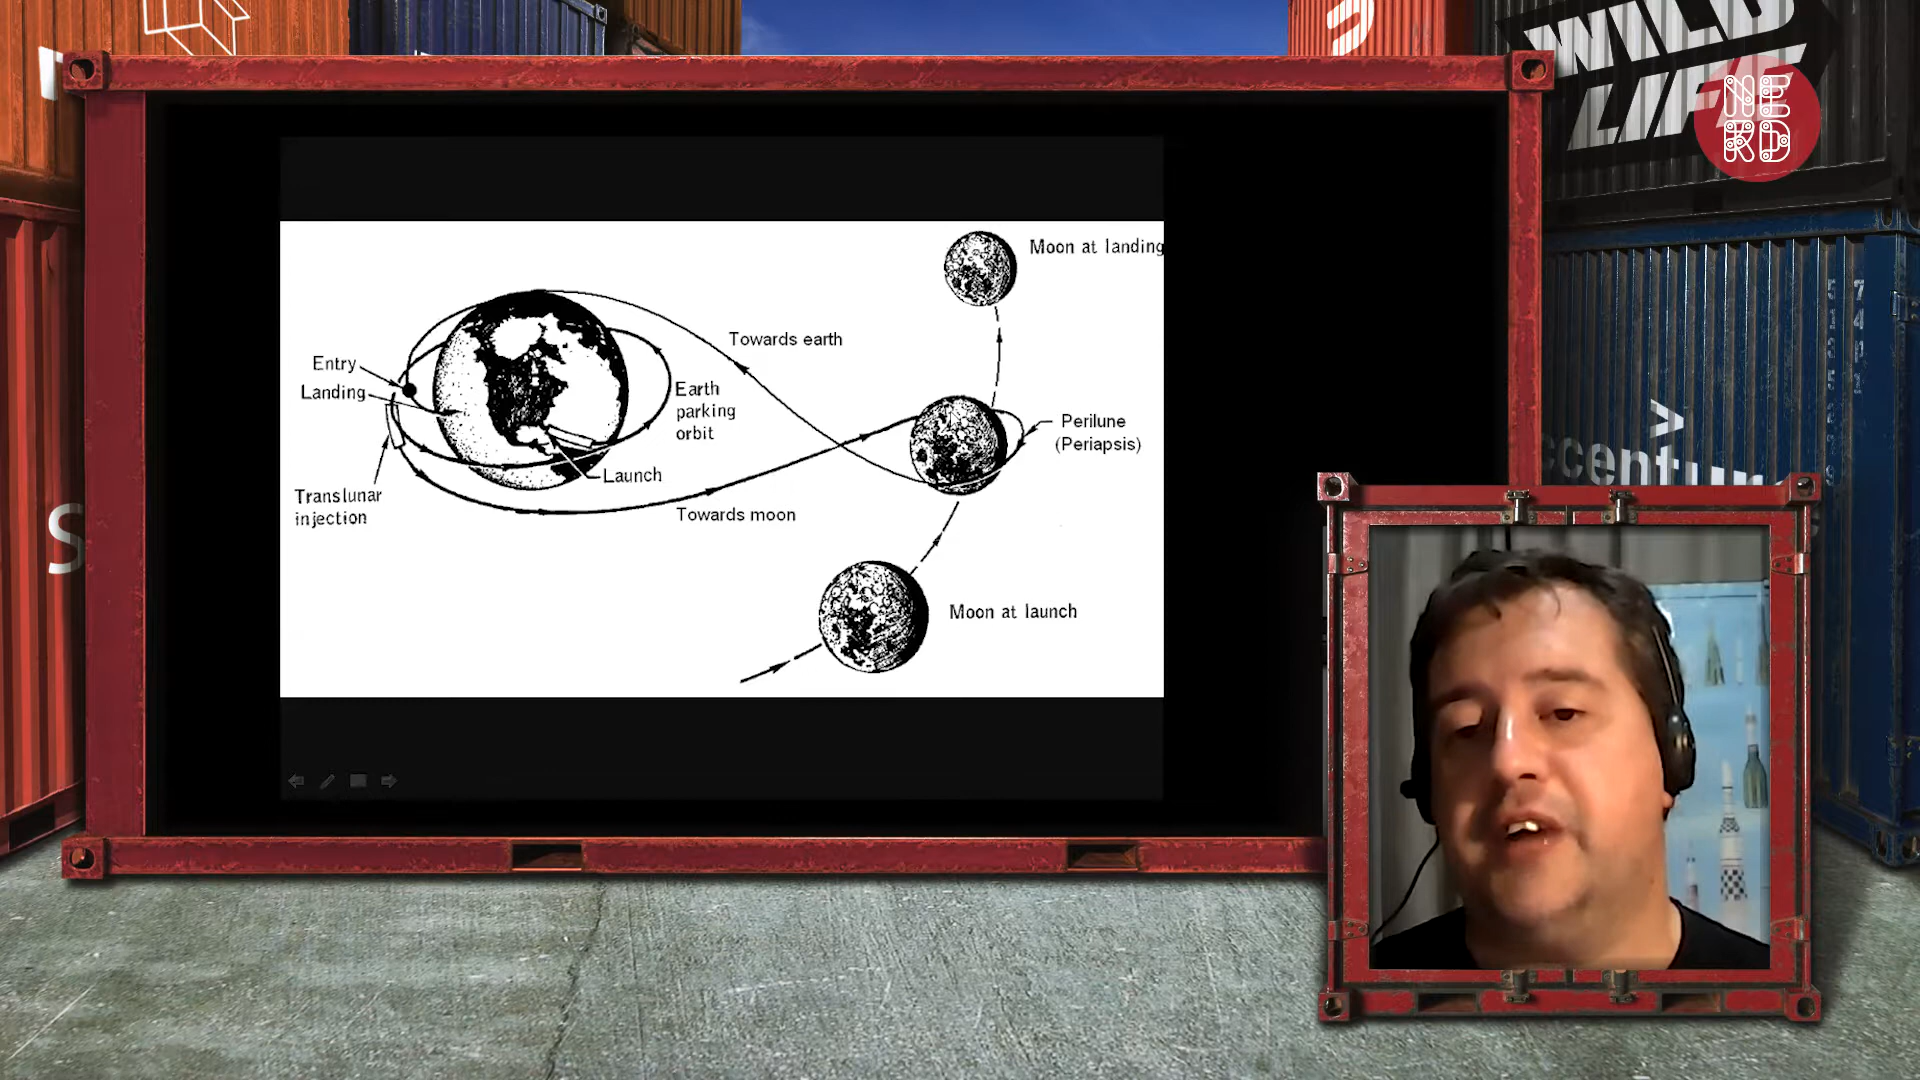 WILD
LIFE
NE
RD
Moon at landing
Towards earth
Entry
Landing
Earth
parking
orbit
Perilune
(Periapsis)
Launch
Translunar
injection
Towards moon
Moon at launch
>
S
57